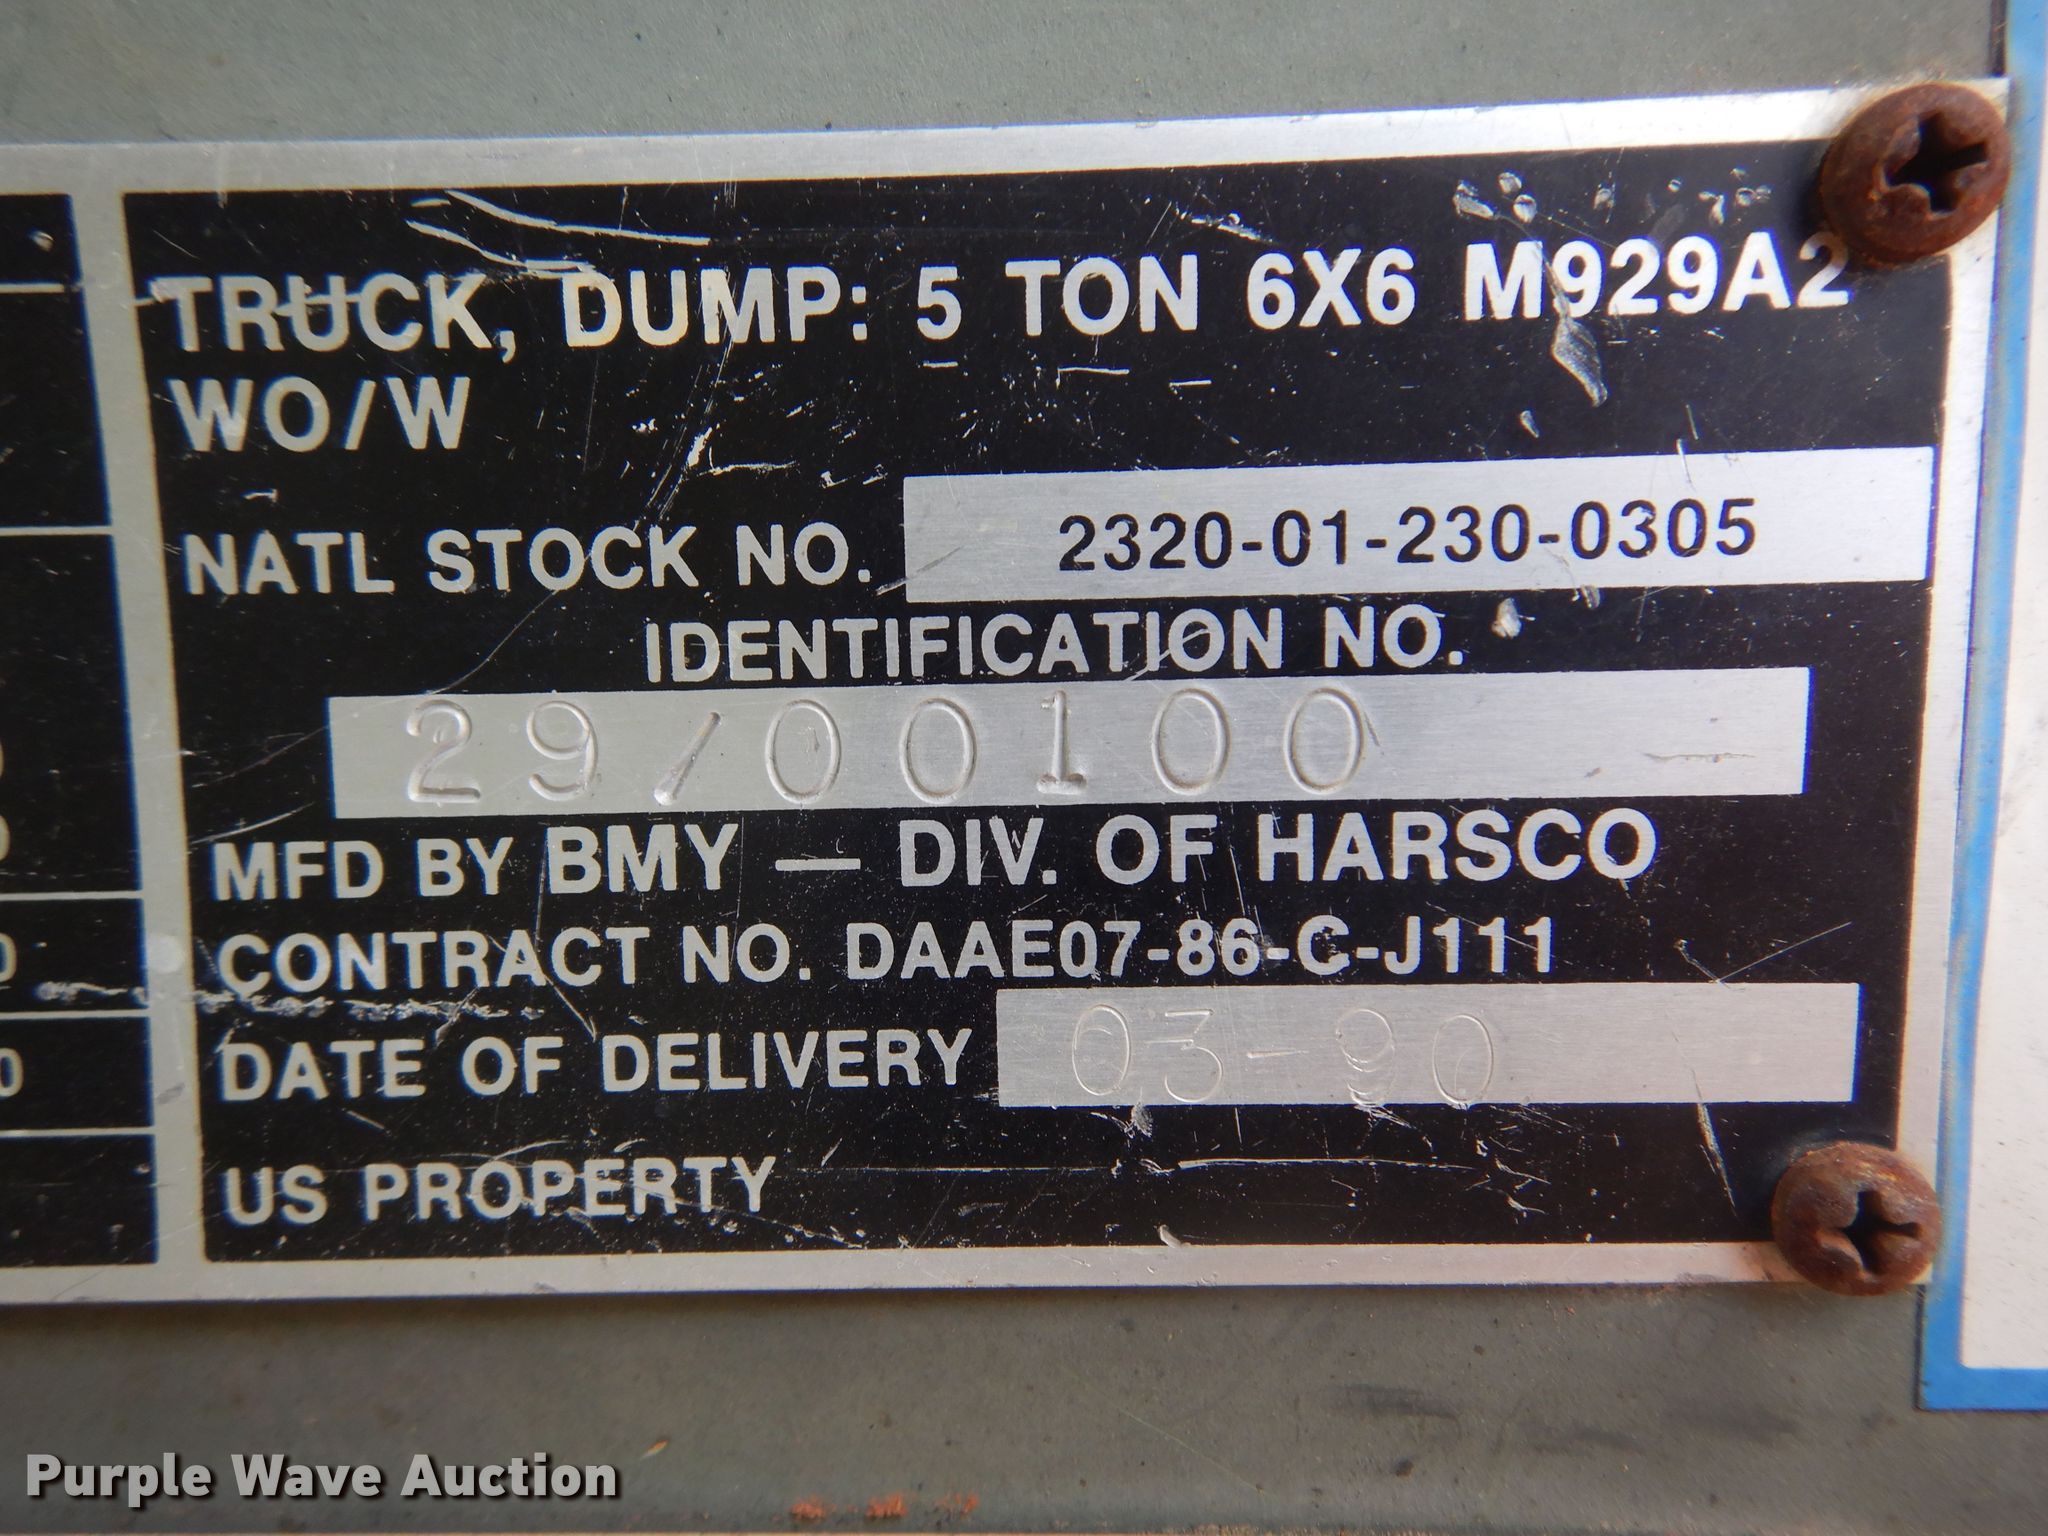 TRUCK, DUMP: 5 TON 6X6 M929A2
WO/W
NATL STOCK NO. 2320-01-230-0305
IDENTIFICATION NO.
29/00100
MFD BY BMY — DIV. OF HARSCO
CONTRACT NO. DAAE07-86-C-J111
DATE OF DELIVERY 03-90
US PROPERTY
Purple Wave Auction